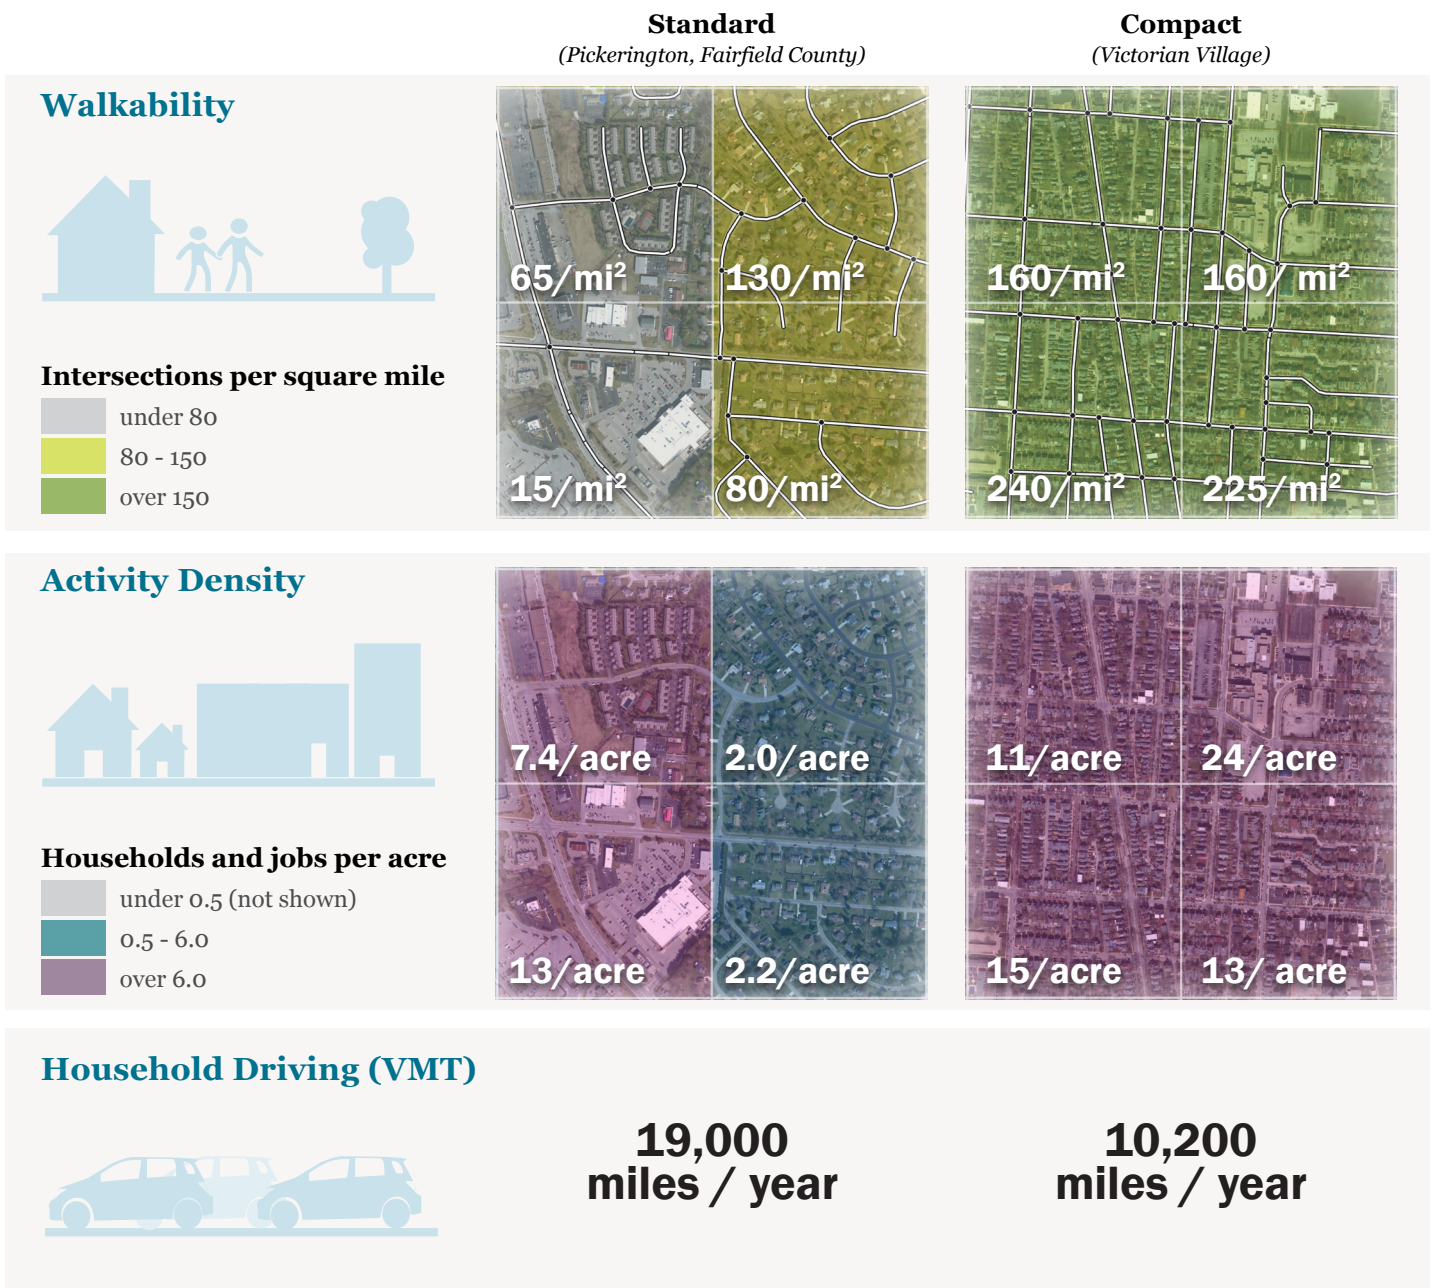 Standard
(Pickerington, Fairfield County)
Compact
(Victorian Village)
Walkability
Intersections per square mile
under 80
80 - 150
over 150
65/mi²
130/mi²
15/mi²
80/mi²
160/mi²
160/ mi²
240/mi²
225/mi²
Activity Density
Households and jobs per acre
under 0.5 (not shown)
0.5 - 6.0
over 6.0
7.4/acre
2.0/acre
13/acre
2.2/acre
11/acre
24/acre
15/acre
13/ acre
Household Driving (VMT)
19,000
miles / year
10,200
miles / year